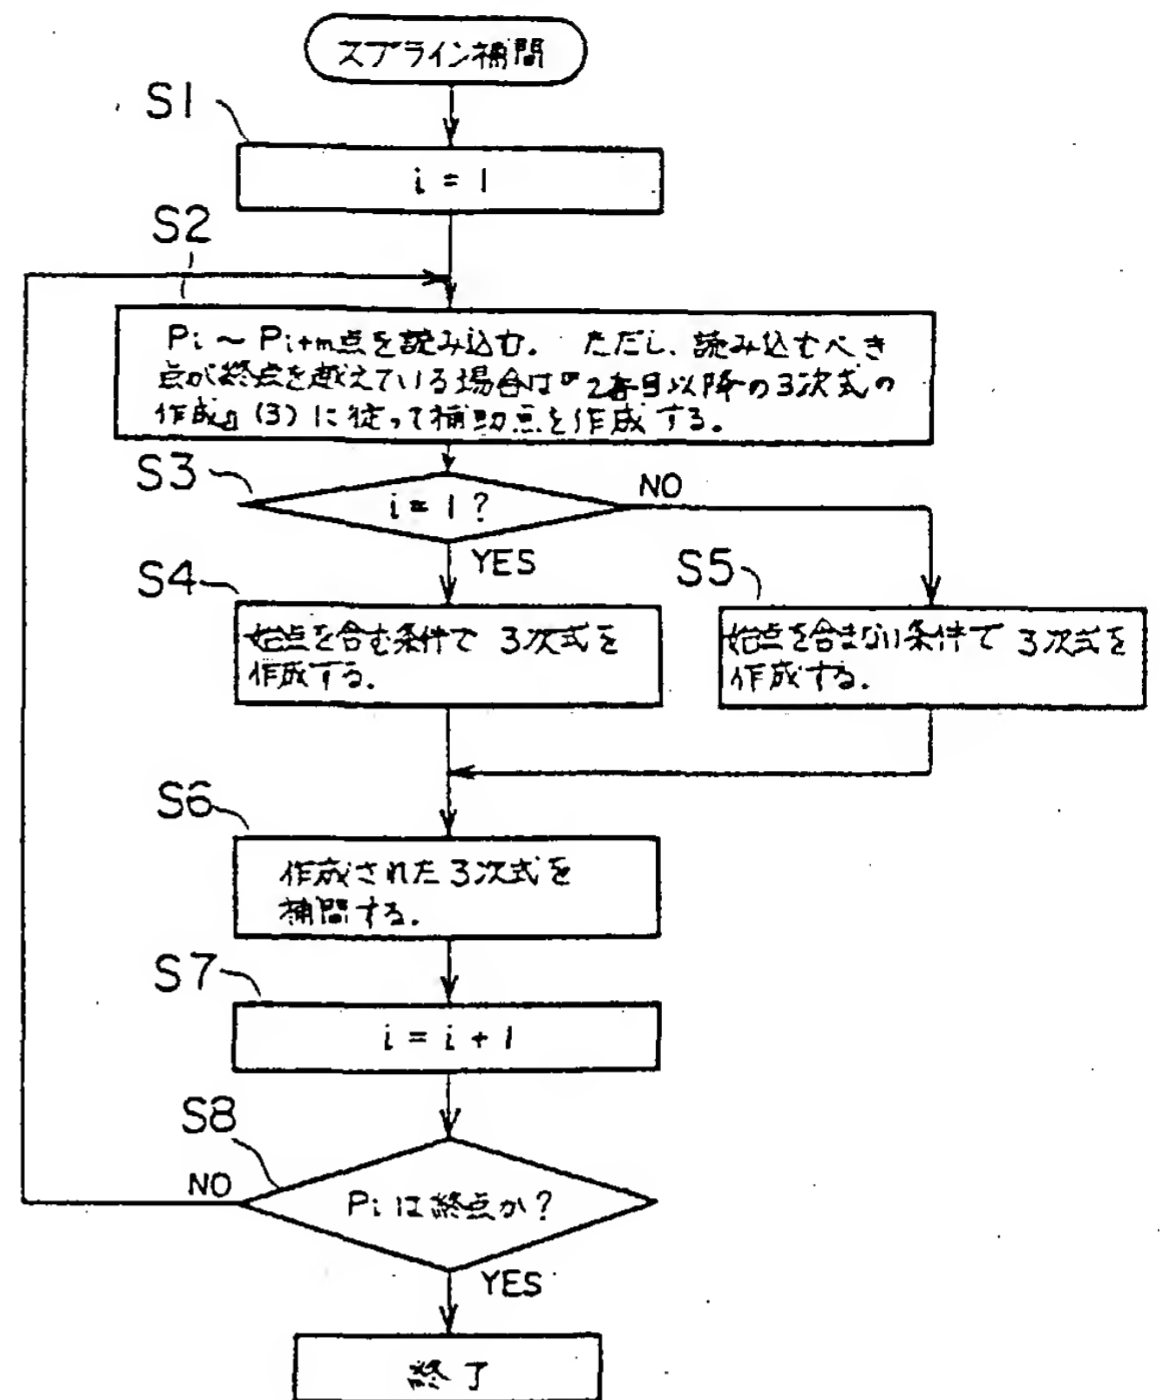 スプライン補間
S1
i = 1
S2
Pi ~ Pi+m点を読み込む。 ただし、読み込むべき
点が終点を越えている場合は『2番目以降の3次式の
作成』(3)に従って補助点を作成する。
S3
i = 1 ?
NO
YES
S4
始点を含む条件で 3次式を
作成する。
S5
始点を含まない条件で 3次式を
作成する。
S6
作成された3次式を
補間する。
S7
i = i + 1
S8
NO
Piは終点か?
YES
終了